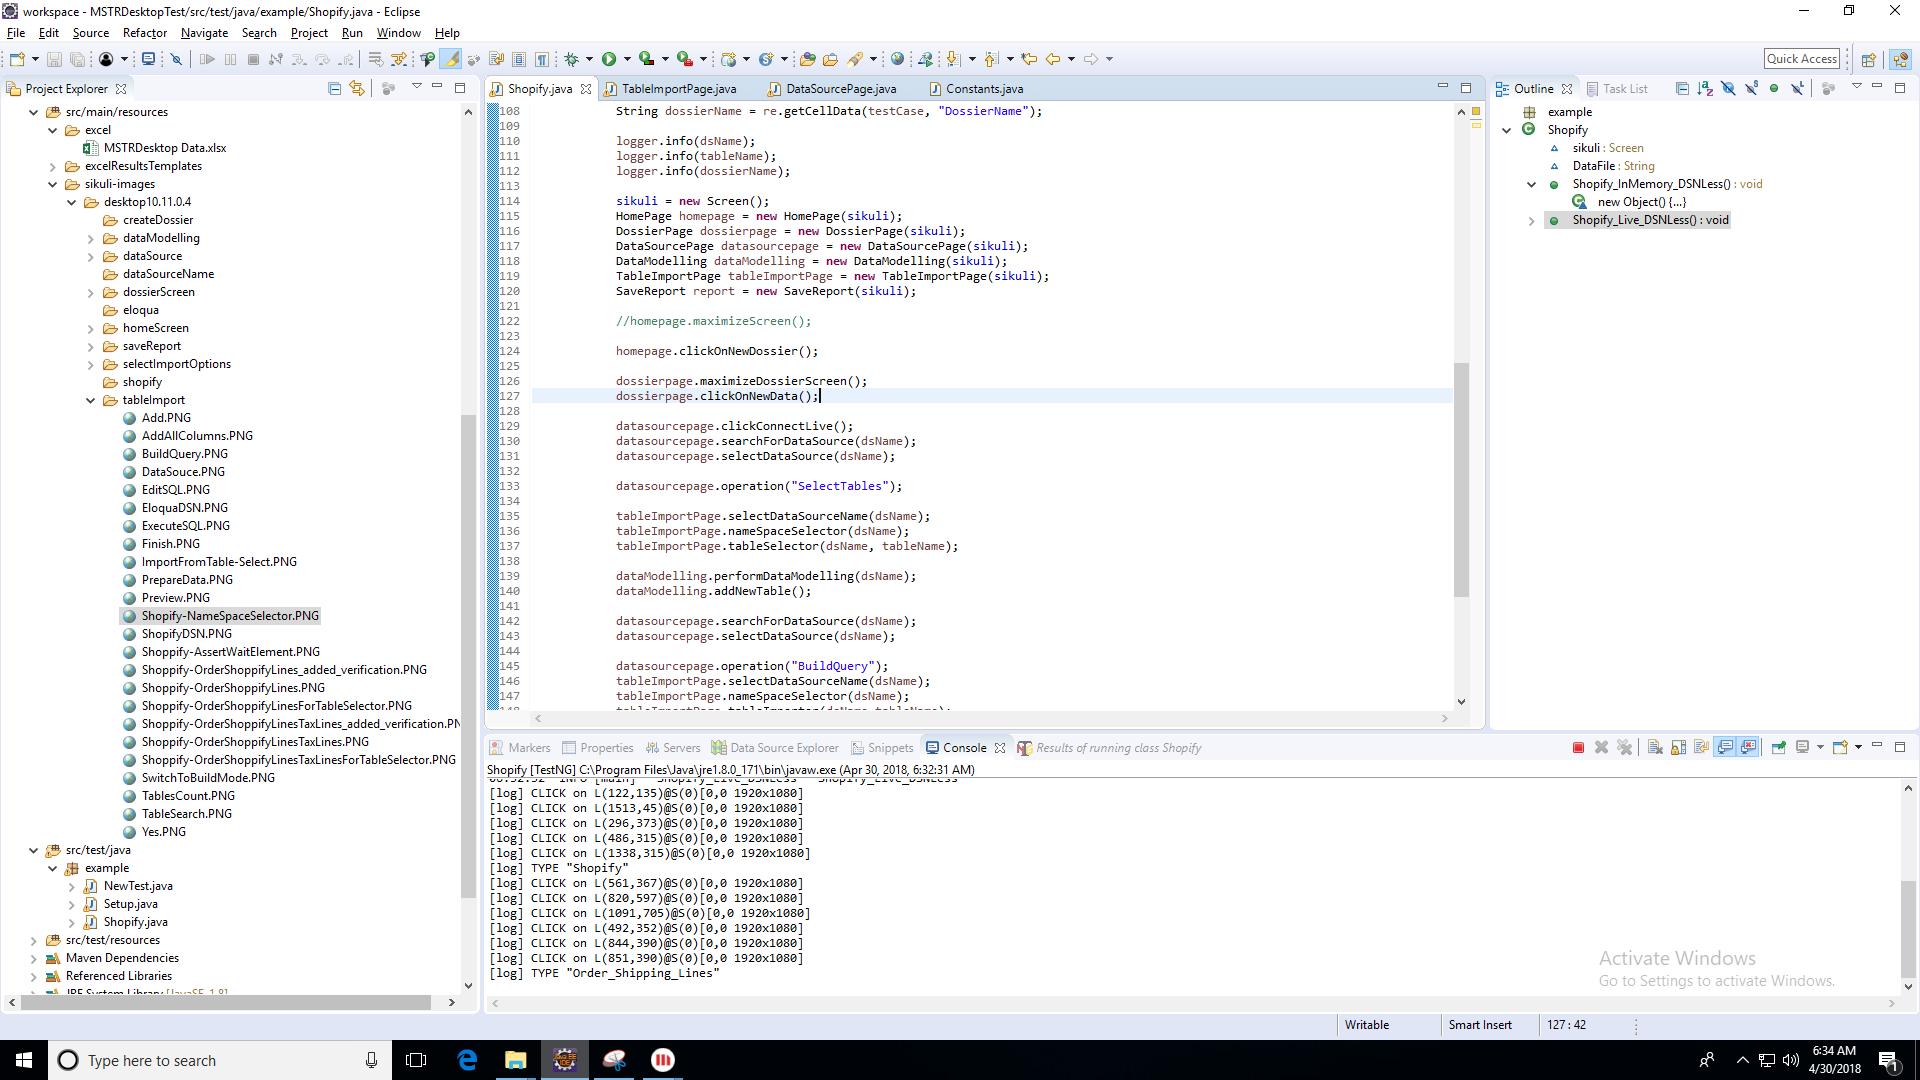 workspace - MSTRDesktopTest/src/test/java/example/Shopify.java - Eclipse
File Edit Source Refactor Navigate Search Project Run Window Help
Quick Access
Project Explorer
src/main/resources
excel
MSTRDesktop Data.xlsx
excelResultsTemplates
sikuli-images
desktop10.11.0.4
createDossier
dataModelling
dataSource
dataSourceName
dossierScreen
eloqua
homeScreen
saveReport
selectImportOptions
shopify
tableImport
Add.PNG
AddAllColumns.PNG
BuildQuery.PNG
DataSouce.PNG
EditSQL.PNG
EloquaDSN.PNG
ExecuteSQL.PNG
Finish.PNG
ImportFromTable-Select.PNG
PrepareData.PNG
Preview.PNG
Shopify-NameSpaceSelector.PNG
ShopifyDSN.PNG
Shoppify-AssertWaitElement.PNG
Shoppify-OrderShoppifyLines_added_verification.PNG
Shoppify-OrderShoppifyLines.PNG
Shoppify-OrderShoppifyLinesForTableSelector.PNG
Shoppify-OrderShoppifyLinesTaxLines_added_verification.PN
Shoppify-OrderShoppifyLinesTaxLines.PNG
Shoppify-OrderShoppifyLinesTaxLinesForTableSelector.PNG
SwitchToBuildMode.PNG
TablesCount.PNG
TableSearch.PNG
Yes.PNG
src/test/java
example
NewTest.java
Setup.java
Shopify.java
src/test/resources
Maven Dependencies
Referenced Libraries
JRE System Library [JavaSE-1.8]
Shopify.java TableImportPage.java DataSourcePage.java Constants.java
108 String dossierName = re.getCellData(testCase, "DossierName");
109
110 logger.info(dsName);
111 logger.info(tableName);
112 logger.info(dossierName);
113
114 sikuli = new Screen();
115 HomePage homepage = new HomePage(sikuli);
116 DossierPage dossierpage = new DossierPage(sikuli);
117 DataSourcePage datasourcepage = new DataSourcePage(sikuli);
118 DataModelling dataModelling = new DataModelling(sikuli);
119 TableImportPage tableImportPage = new TableImportPage(sikuli);
120 SaveReport report = new SaveReport(sikuli);
121
122 //homepage.maximizeScreen();
123
124 homepage.clickOnNewDossier();
125
126 dossierpage.maximizeDossierScreen();
127 dossierpage.clickOnNewData();
128
129 datasourcepage.clickConnectLive();
130 datasourcepage.searchForDataSource(dsName);
131 datasourcepage.selectDataSource(dsName);
132
133 datasourcepage.operation("SelectTables");
134
135 tableImportPage.selectDataSourceName(dsName);
136 tableImportPage.nameSpaceSelector(dsName);
137 tableImportPage.tableSelector(dsName, tableName);
138
139 dataModelling.performDataModelling(dsName);
140 dataModelling.addNewTable();
141
142 datasourcepage.searchForDataSource(dsName);
143 datasourcepage.selectDataSource(dsName);
144
145 datasourcepage.operation("BuildQuery");
146 tableImportPage.selectDataSourceName(dsName);
147 tableImportPage.nameSpaceSelector(dsName);
Outline Task List
example
Shopify
sikuli : Screen
DataFile : String
Shopify_InMemory_DSNLess() : void
new Object() {...}
Shopify_Live_DSNLess() : void
Markers Properties Servers Data Source Explorer Snippets Console Results of running class Shopify
Shopify [TestNG] C:\Program Files\Java\jre1.8.0_171\bin\javaw.exe (Apr 30, 2018, 6:32:31 AM)
[log] CLICK on L(122,135)@S(0)[0,0 1920x1080]
[log] CLICK on L(1513,45)@S(0)[0,0 1920x1080]
[log] CLICK on L(296,373)@S(0)[0,0 1920x1080]
[log] CLICK on L(486,315)@S(0)[0,0 1920x1080]
[log] CLICK on L(1338,315)@S(0)[0,0 1920x1080]
[log] TYPE "Shopify"
[log] CLICK on L(561,367)@S(0)[0,0 1920x1080]
[log] CLICK on L(820,597)@S(0)[0,0 1920x1080]
[log] CLICK on L(1091,705)@S(0)[0,0 1920x1080]
[log] CLICK on L(492,352)@S(0)[0,0 1920x1080]
[log] CLICK on L(844,390)@S(0)[0,0 1920x1080]
[log] CLICK on L(851,390)@S(0)[0,0 1920x1080]
[log] TYPE "Order_Shipping_Lines"
Activate Windows
Go to Settings to activate Windows.
Writable Smart Insert 127 : 42
Type here to search
6:34 AM
4/30/2018
1